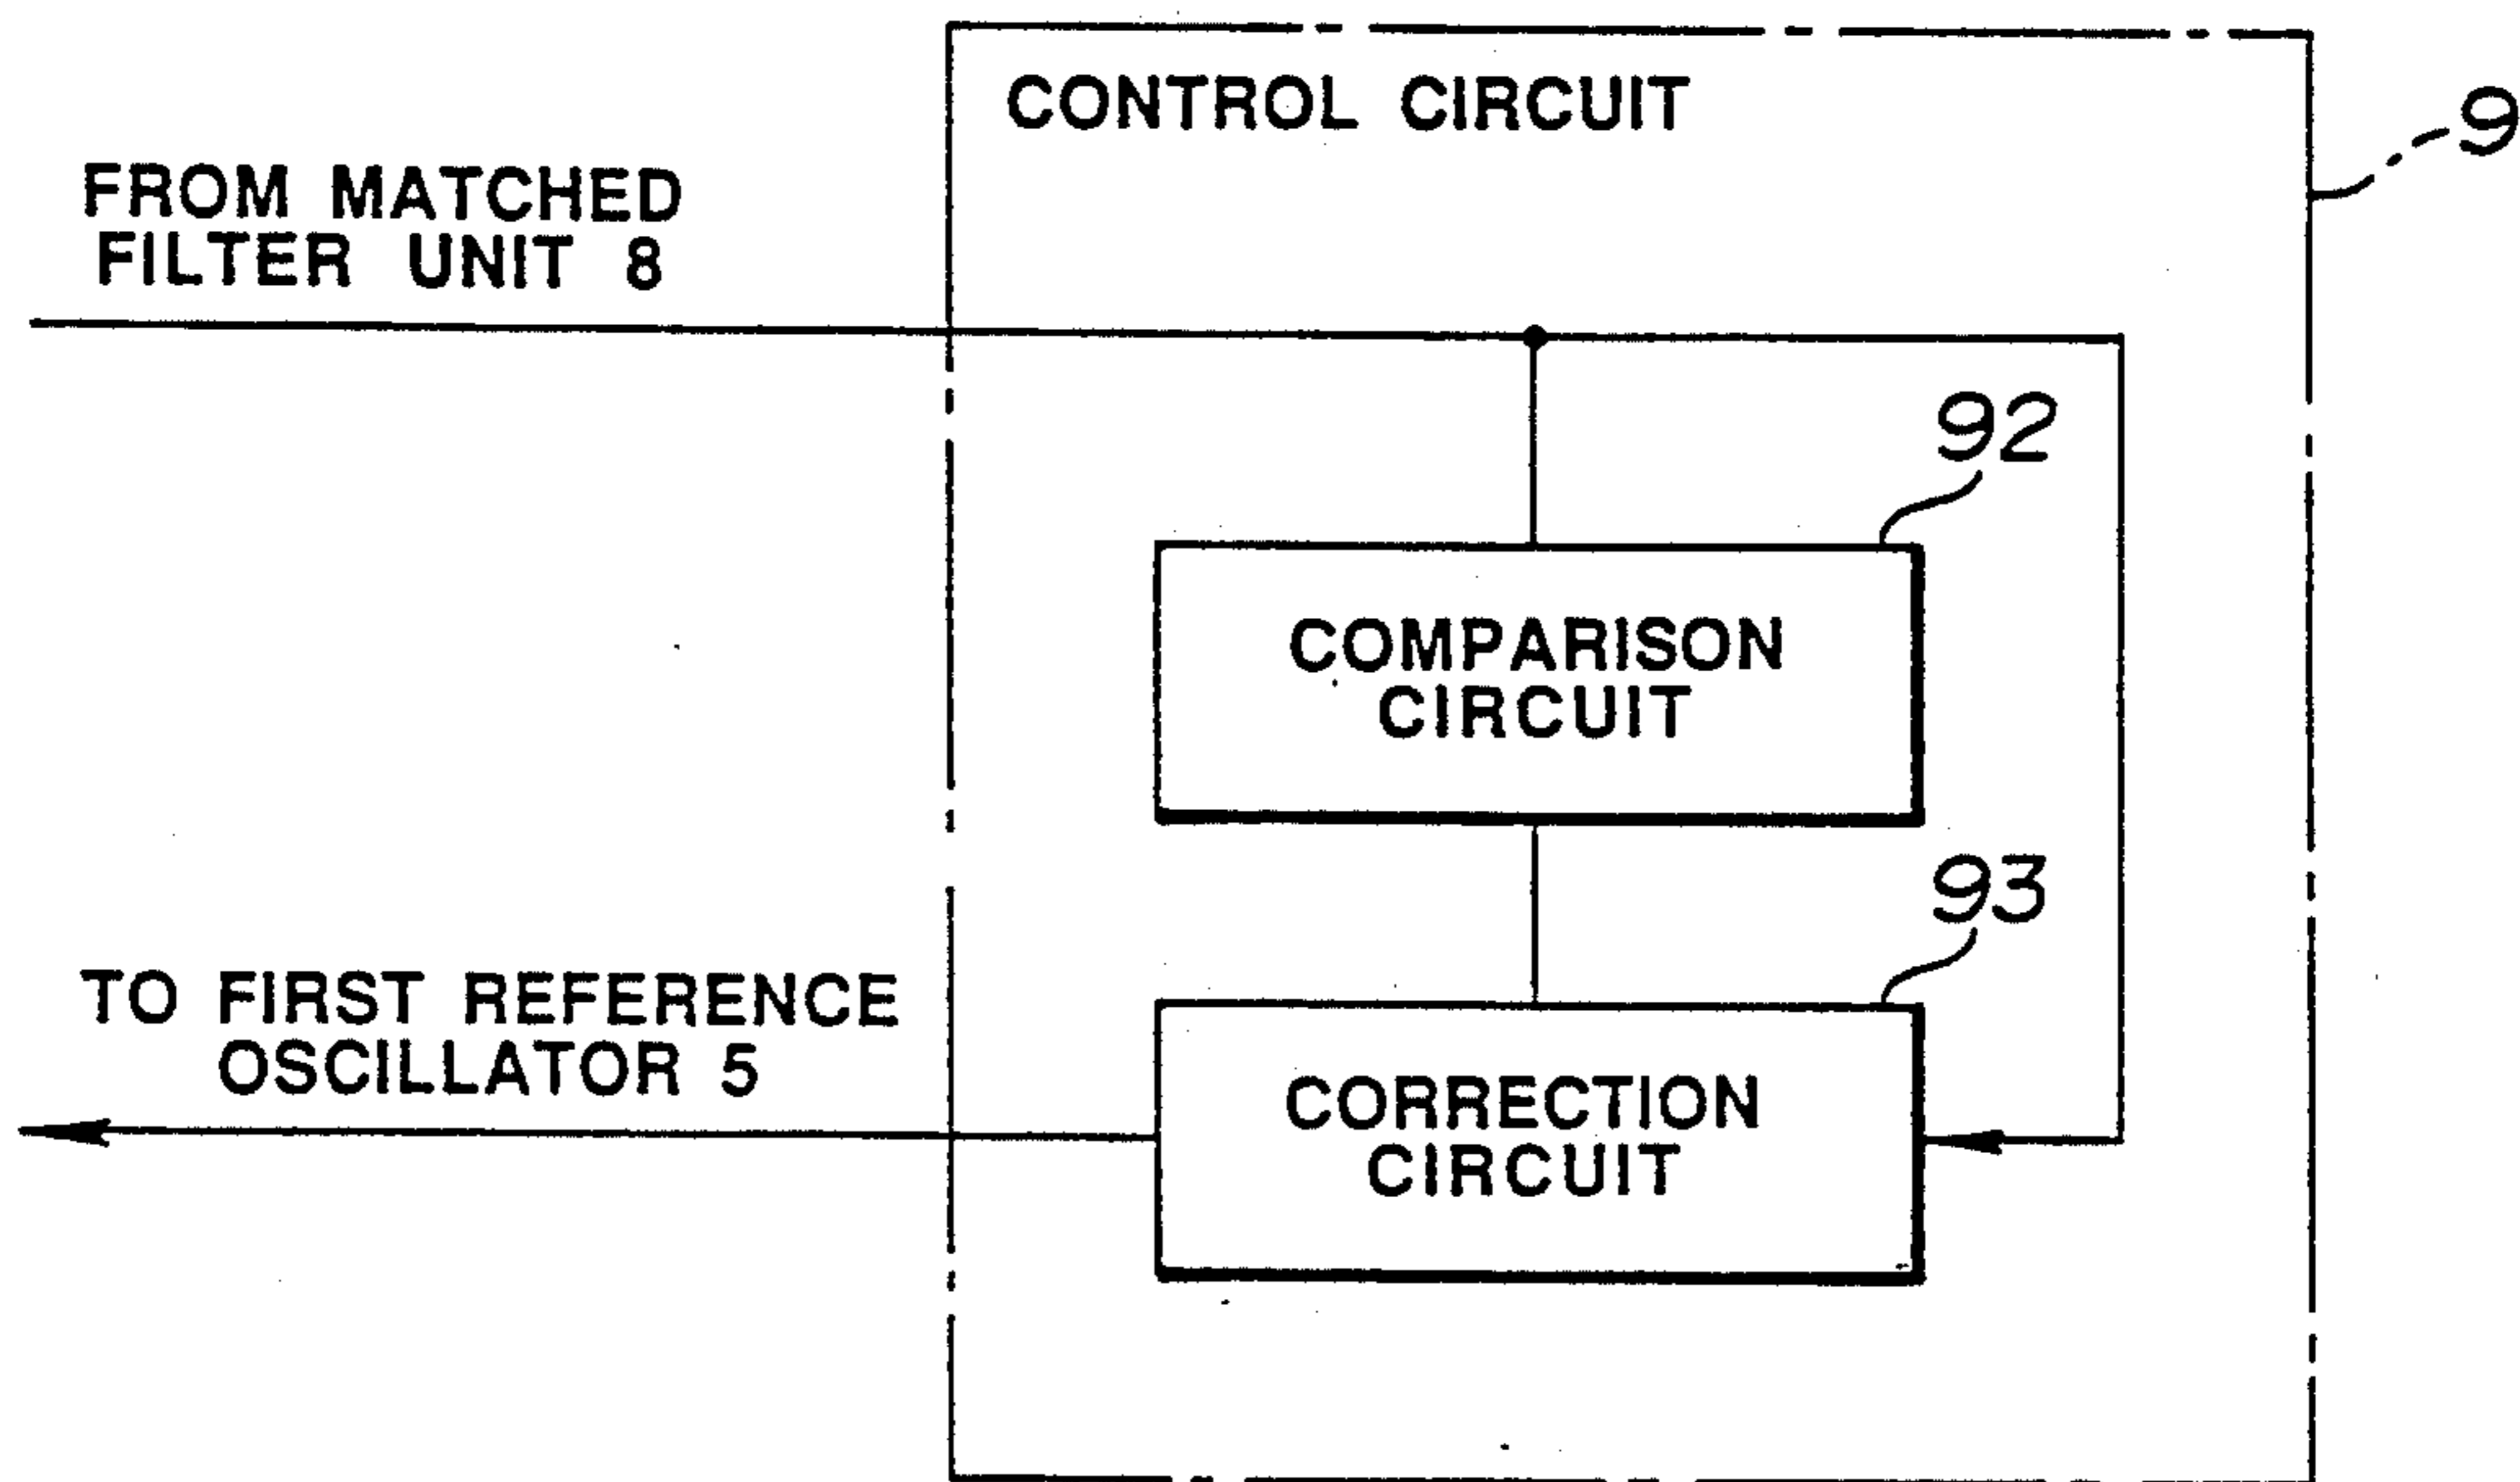 CONTROL CIRCUIT
9
FROM MATCHED
FILTER UNIT 8
92
COMPARISON
CIRCUIT
93
TO FIRST REFERENCE
OSCILLATOR 5
CORRECTION
CIRCUIT